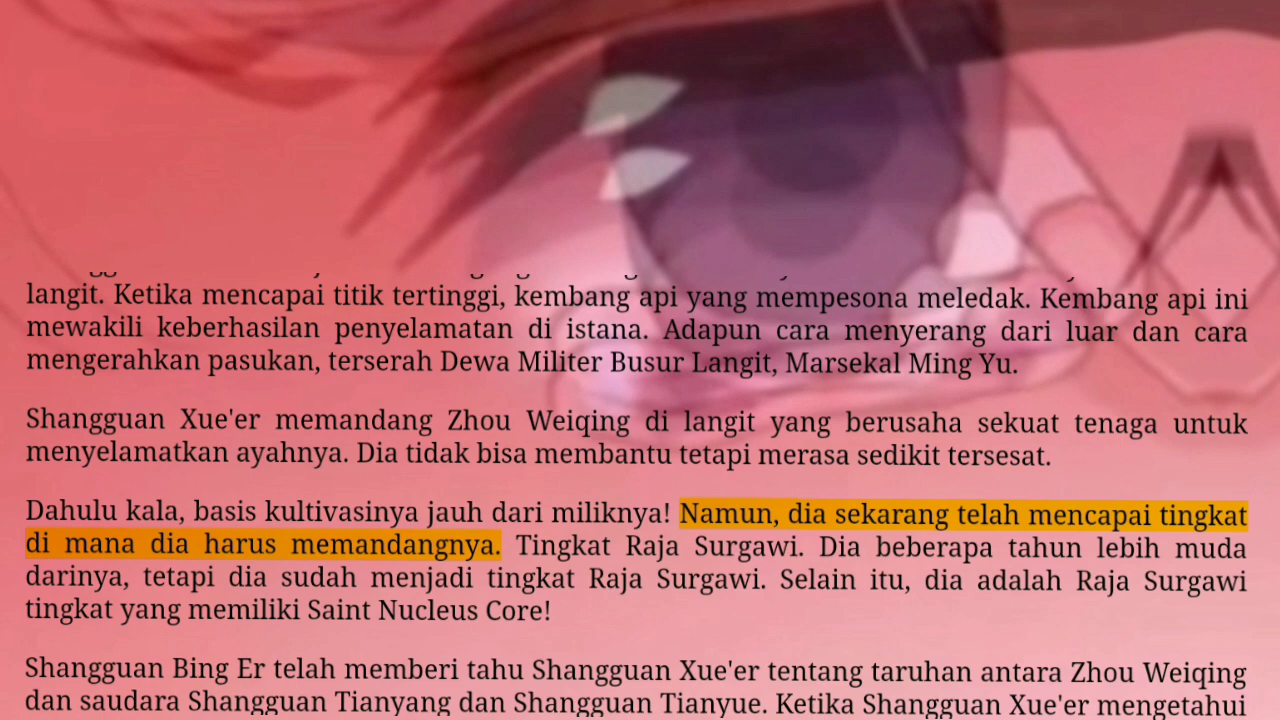 langit. Ketika mencapai titik tertinggi, kembang api yang mempesona meledak. Kembang api ini
mewakili keberhasilan penyelamatan di istana. Adapun cara menyerang dari luar dan cara
mengerahkan pasukan, terserah Dewa Militer Busur Langit, Marsekal Ming Yu.
Shangguan Xue'er memandang Zhou Weiqing di langit yang berusaha sekuat tenaga untuk
menyelamatkan ayahnya. Dia tidak bisa membantu tetapi merasa sedikit tersesat.
Dahulu kala, basis kultivasinya jauh dari miliknya! Namun, dia sekarang telah mencapai tingkat
di mana dia harus memandangnya. Tingkat Raja Surgawi. Dia beberapa tahun lebih muda
darinya, tetapi dia sudah menjadi tingkat Raja Surgawi. Selain itu, dia adalah Raja Surgawi
tingkat yang memiliki Saint Nucleus Core!
Shangguan Bing Er telah memberi tahu Shangguan Xue'er tentang taruhan antara Zhou Weiqing
dan saudara Shangguan Tianyang dan Shangguan Tianyue. Ketika Shangguan Xue'er mengetahui